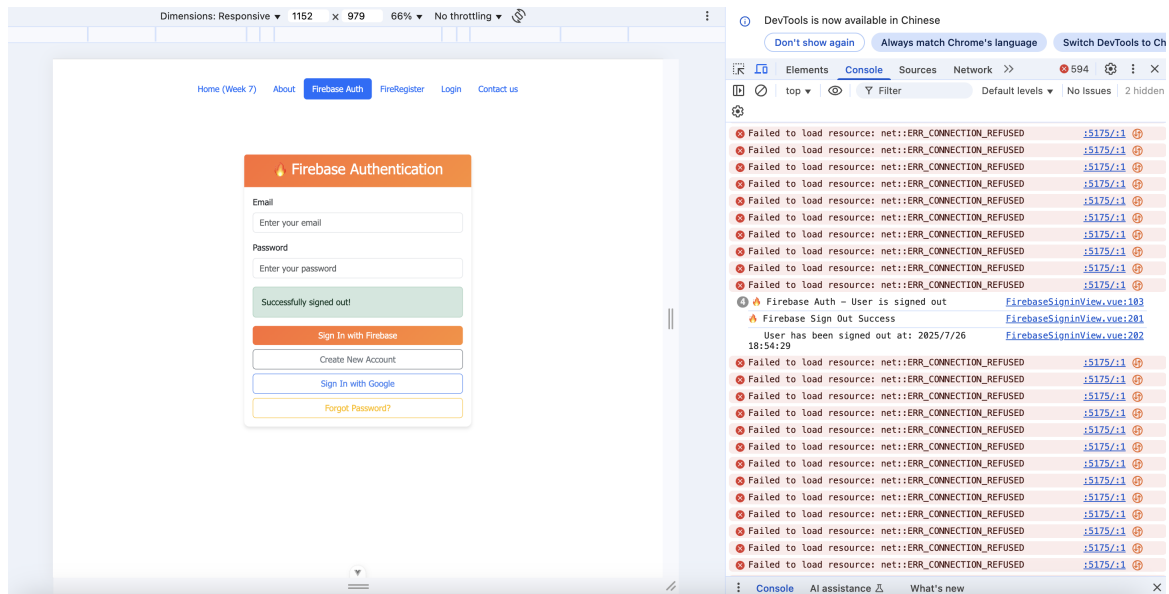 Dimensions: Responsive ▼ 1152 x 979 66% ▼ No throttling ▼
DevTools is now available in Chinese
Don't show again Always match Chrome's language Switch DevTools to Ch
Elements Console Sources Network >> 594
top ▼ Filter Default levels ▼ No Issues 2 hidden
Home (Week 7) About Firebase Auth FireRegister Login Contact us
🔥 Firebase Authentication
Email
Enter your email
Password
Enter your password
Successfully signed out!
Sign In with Firebase
Create New Account
Sign In with Google
Forgot Password?
Failed to load resource: net::ERR_CONNECTION_REFUSED :5175/:1
Failed to load resource: net::ERR_CONNECTION_REFUSED :5175/:1
Failed to load resource: net::ERR_CONNECTION_REFUSED :5175/:1
Failed to load resource: net::ERR_CONNECTION_REFUSED :5175/:1
Failed to load resource: net::ERR_CONNECTION_REFUSED :5175/:1
Failed to load resource: net::ERR_CONNECTION_REFUSED :5175/:1
Failed to load resource: net::ERR_CONNECTION_REFUSED :5175/:1
Failed to load resource: net::ERR_CONNECTION_REFUSED :5175/:1
Failed to load resource: net::ERR_CONNECTION_REFUSED :5175/:1
Failed to load resource: net::ERR_CONNECTION_REFUSED :5175/:1
4 🔥 Firebase Auth – User is signed out FirebaseSigninView.vue:103
🔥 Firebase Sign Out Success FirebaseSigninView.vue:201
User has been signed out at: 2025/7/26 FirebaseSigninView.vue:202
18:54:29
Failed to load resource: net::ERR_CONNECTION_REFUSED :5175/:1
Failed to load resource: net::ERR_CONNECTION_REFUSED :5175/:1
Failed to load resource: net::ERR_CONNECTION_REFUSED :5175/:1
Failed to load resource: net::ERR_CONNECTION_REFUSED :5175/:1
Failed to load resource: net::ERR_CONNECTION_REFUSED :5175/:1
Failed to load resource: net::ERR_CONNECTION_REFUSED :5175/:1
Failed to load resource: net::ERR_CONNECTION_REFUSED :5175/:1
Failed to load resource: net::ERR_CONNECTION_REFUSED :5175/:1
Failed to load resource: net::ERR_CONNECTION_REFUSED :5175/:1
Failed to load resource: net::ERR_CONNECTION_REFUSED :5175/:1
Failed to load resource: net::ERR_CONNECTION_REFUSED :5175/:1
Failed to load resource: net::ERR_CONNECTION_REFUSED :5175/:1
Failed to load resource: net::ERR_CONNECTION_REFUSED :5175/:1
Console AI assistance What's new